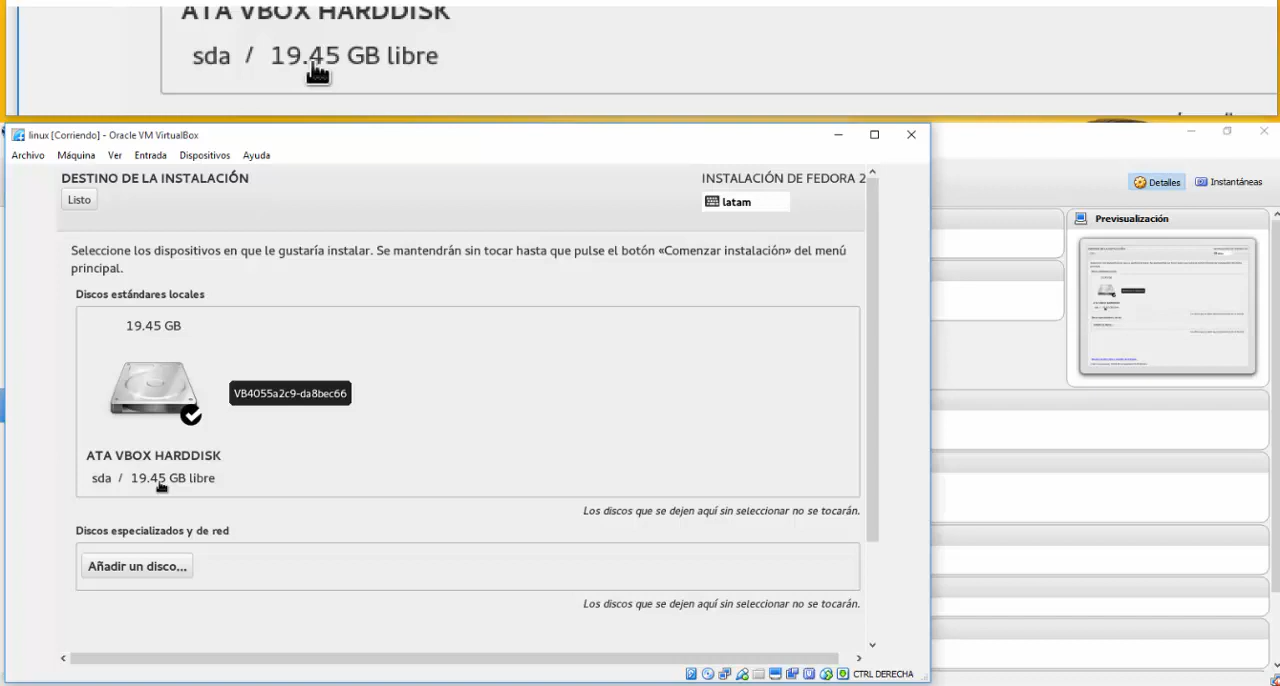 ATA VBOX HARDDISK
sda / 19.45 GB libre
linux [Corriendo] - Oracle VM VirtualBox
Archivo Máquina Ver Entrada Dispositivos Ayuda
DESTINO DE LA INSTALACIÓN
INSTALACIÓN DE FEDORA 2
Listo
latam
Detalles
Instantáneas
Previsualización
Seleccione los dispositivos en que le gustaría instalar. Se mantendrán sin tocar hasta que pulse el botón «Comenzar instalación» del menú
principal.
Discos estándares locales
19.45 GB
VB4055a2c9-da8bec66
ATA VBOX HARDDISK
sda / 19.45 GB libre
Los discos que se dejen aquí sin seleccionar no se tocarán.
Discos especializados y de red
Añadir un disco...
Los discos que se dejen aquí sin seleccionar no se tocarán.
CTRL DERECHA